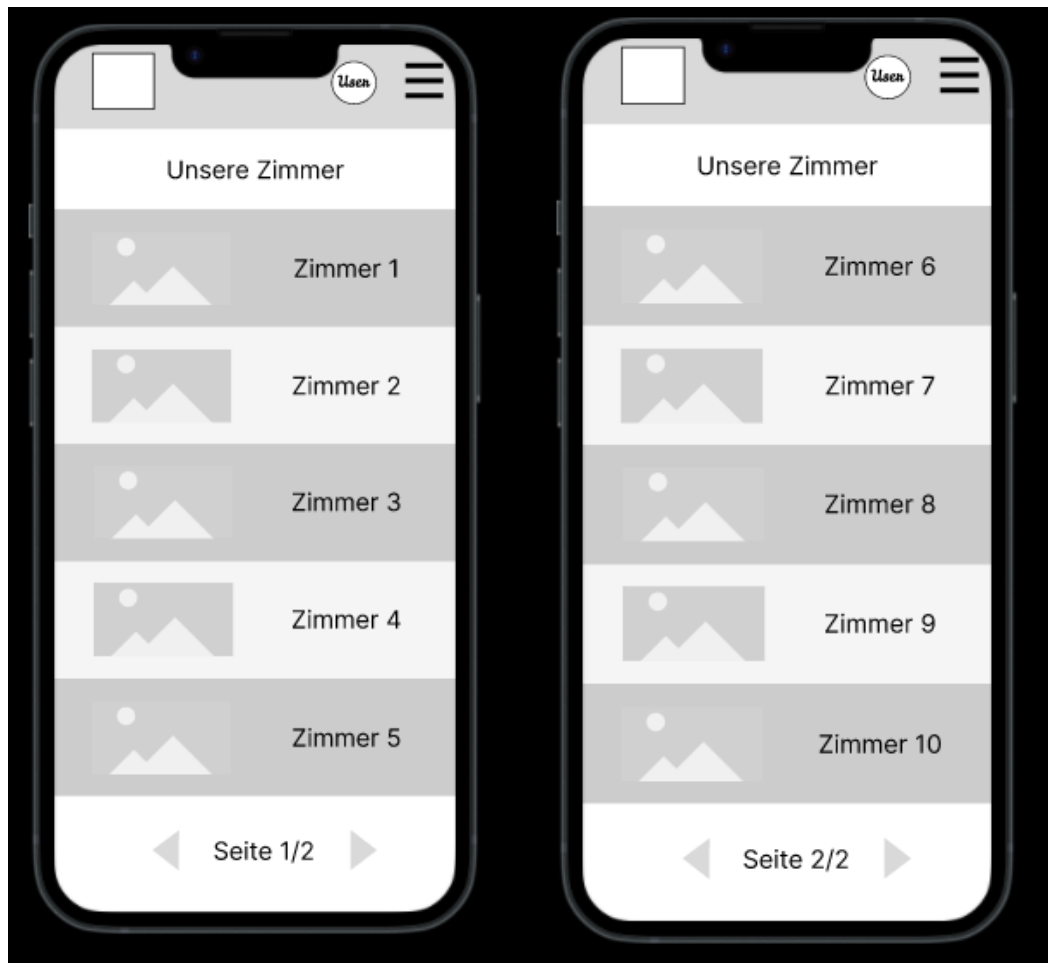 User
Unsere Zimmer
Zimmer 1
Zimmer 2
Zimmer 3
Zimmer 4
Zimmer 5
Seite 1/2
User
Unsere Zimmer
Zimmer 6
Zimmer 7
Zimmer 8
Zimmer 9
Zimmer 10
Seite 2/2